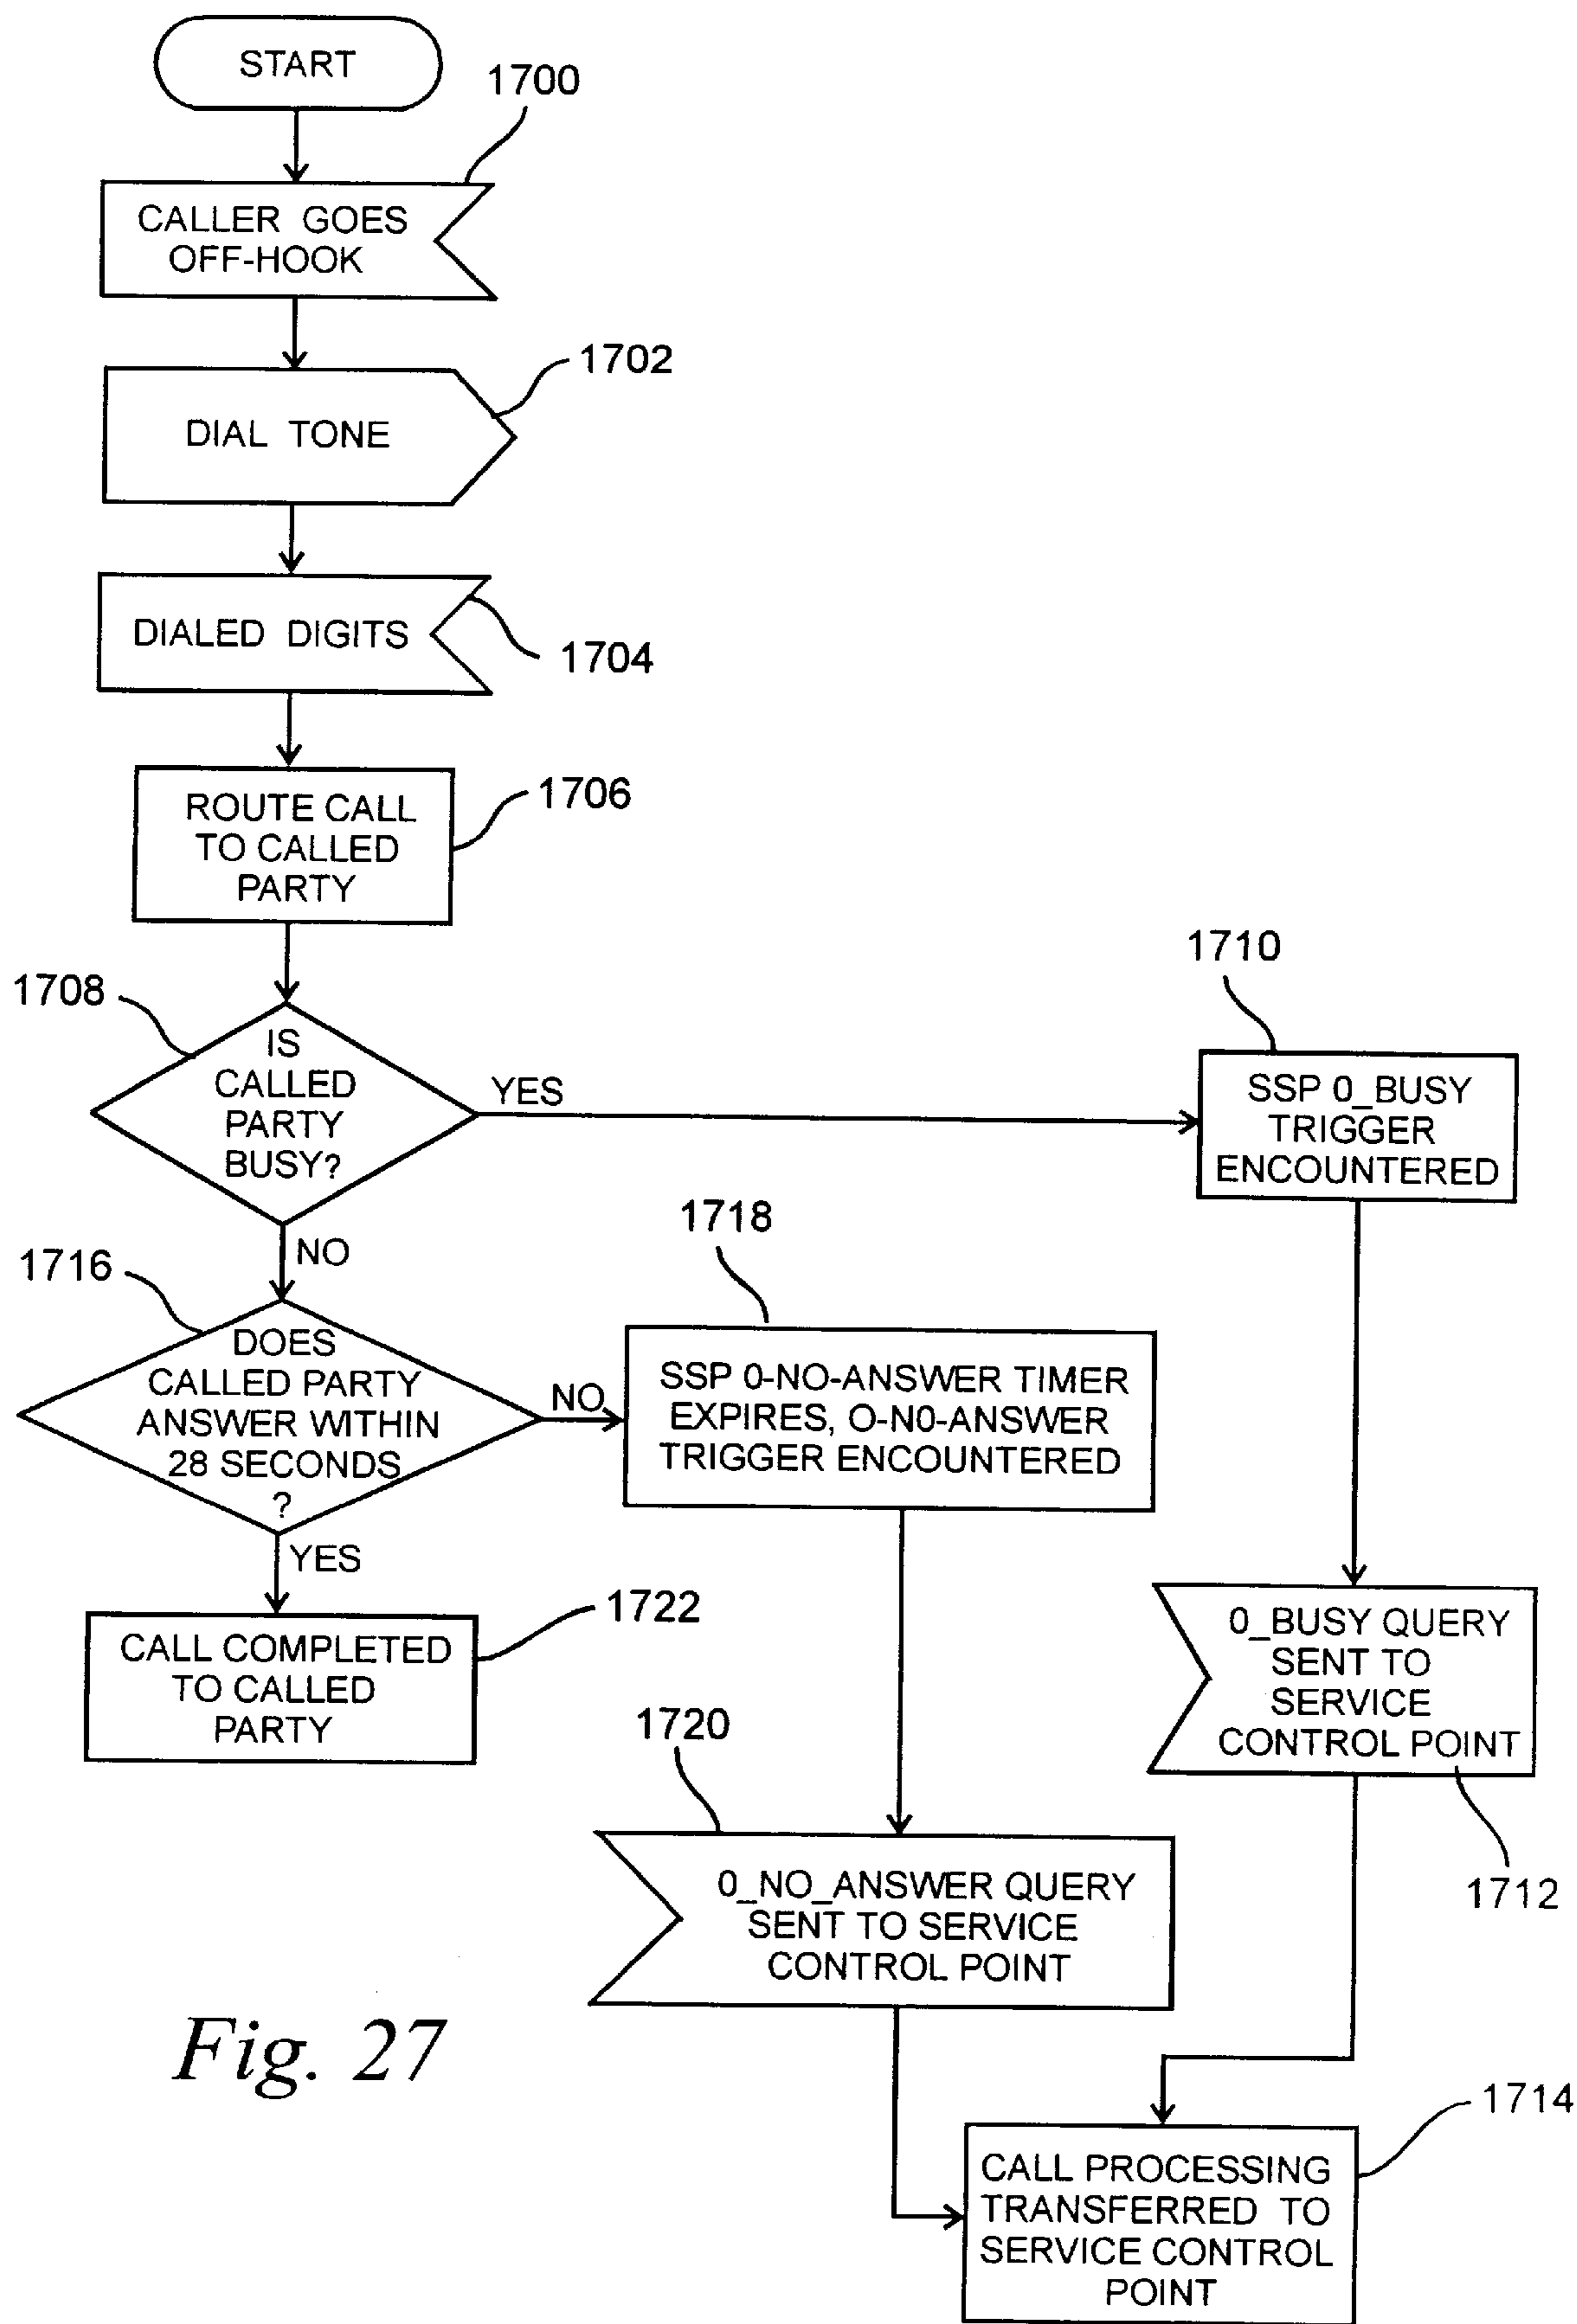 START
1700
CALLER GOES
OFF-HOOK
1702
DIAL TONE
DIALED DIGITS
1704
1706
ROUTE CALL
TO CALLED
PARTY
1708
IS
CALLED
PARTY
BUSY?
YES
1710
SSP 0_BUSY
TRIGGER
ENCOUNTERED
NO
1716
DOES
CALLED PARTY
ANSWER WITHIN
28 SECONDS
?
NO
1718
SSP 0-NO-ANSWER TIMER
EXPIRES, O-N0-ANSWER
TRIGGER ENCOUNTERED
YES
1722
CALL COMPLETED
TO CALLED
PARTY
0_BUSY QUERY
SENT TO
SERVICE
CONTROL POINT
1712
1720
0_NO_ANSWER QUERY
SENT TO SERVICE
CONTROL POINT
1714
CALL PROCESSING
TRANSFERRED TO
SERVICE CONTROL
POINT
Fig. 27